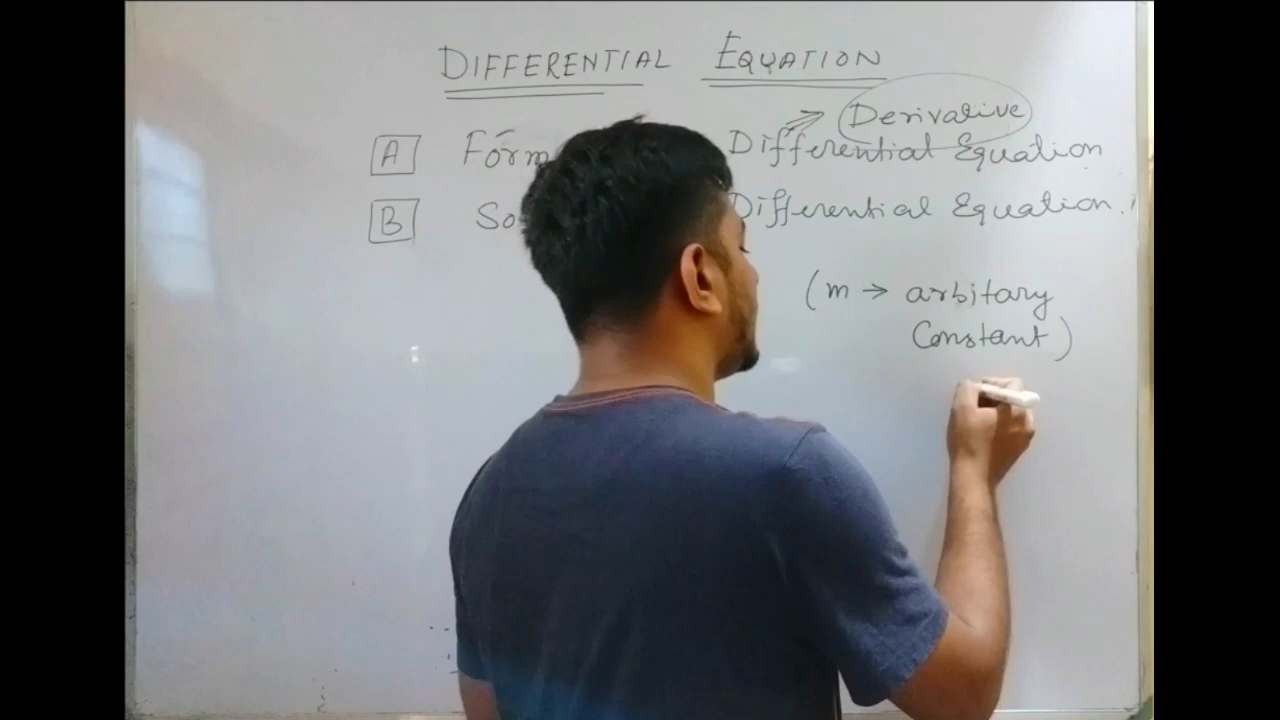 DIFFERENTIAL EQUATION
Derivative
A Form Differential Equation
B So Differential Equation.
(m → arbitary
Constant)